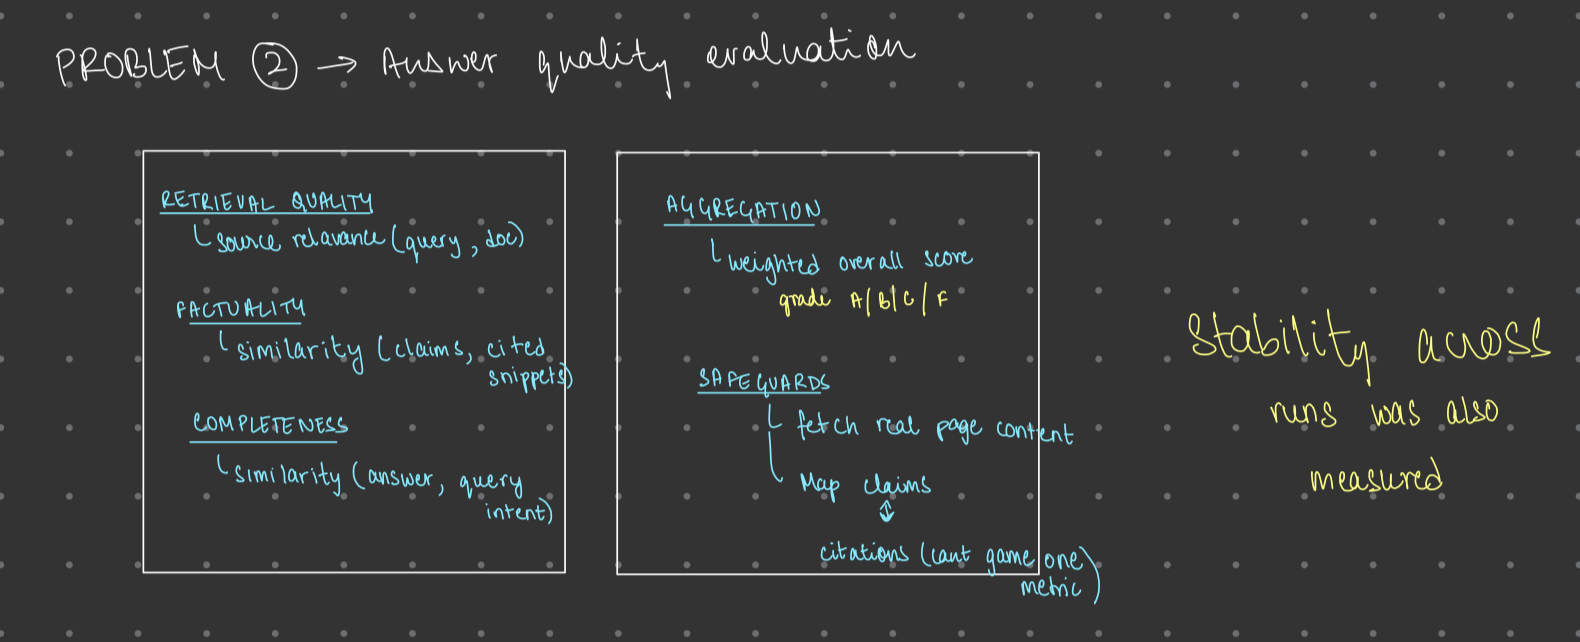 PROBLEM ② → Answer quality evaluation
RETRIEVAL QUALITY
source relavance (query, doc)
FACTUALITY
similarity (claims, cited
snippets)
COMPLETENESS
similarity (answer, query
intent)
AGGREGATION
weighted overall score
grade A/B/C/F
SAFEGUARDS
fetch real page content
Map claims
↕
citations (cant game one
metric)
Stability across
runs was also
measured